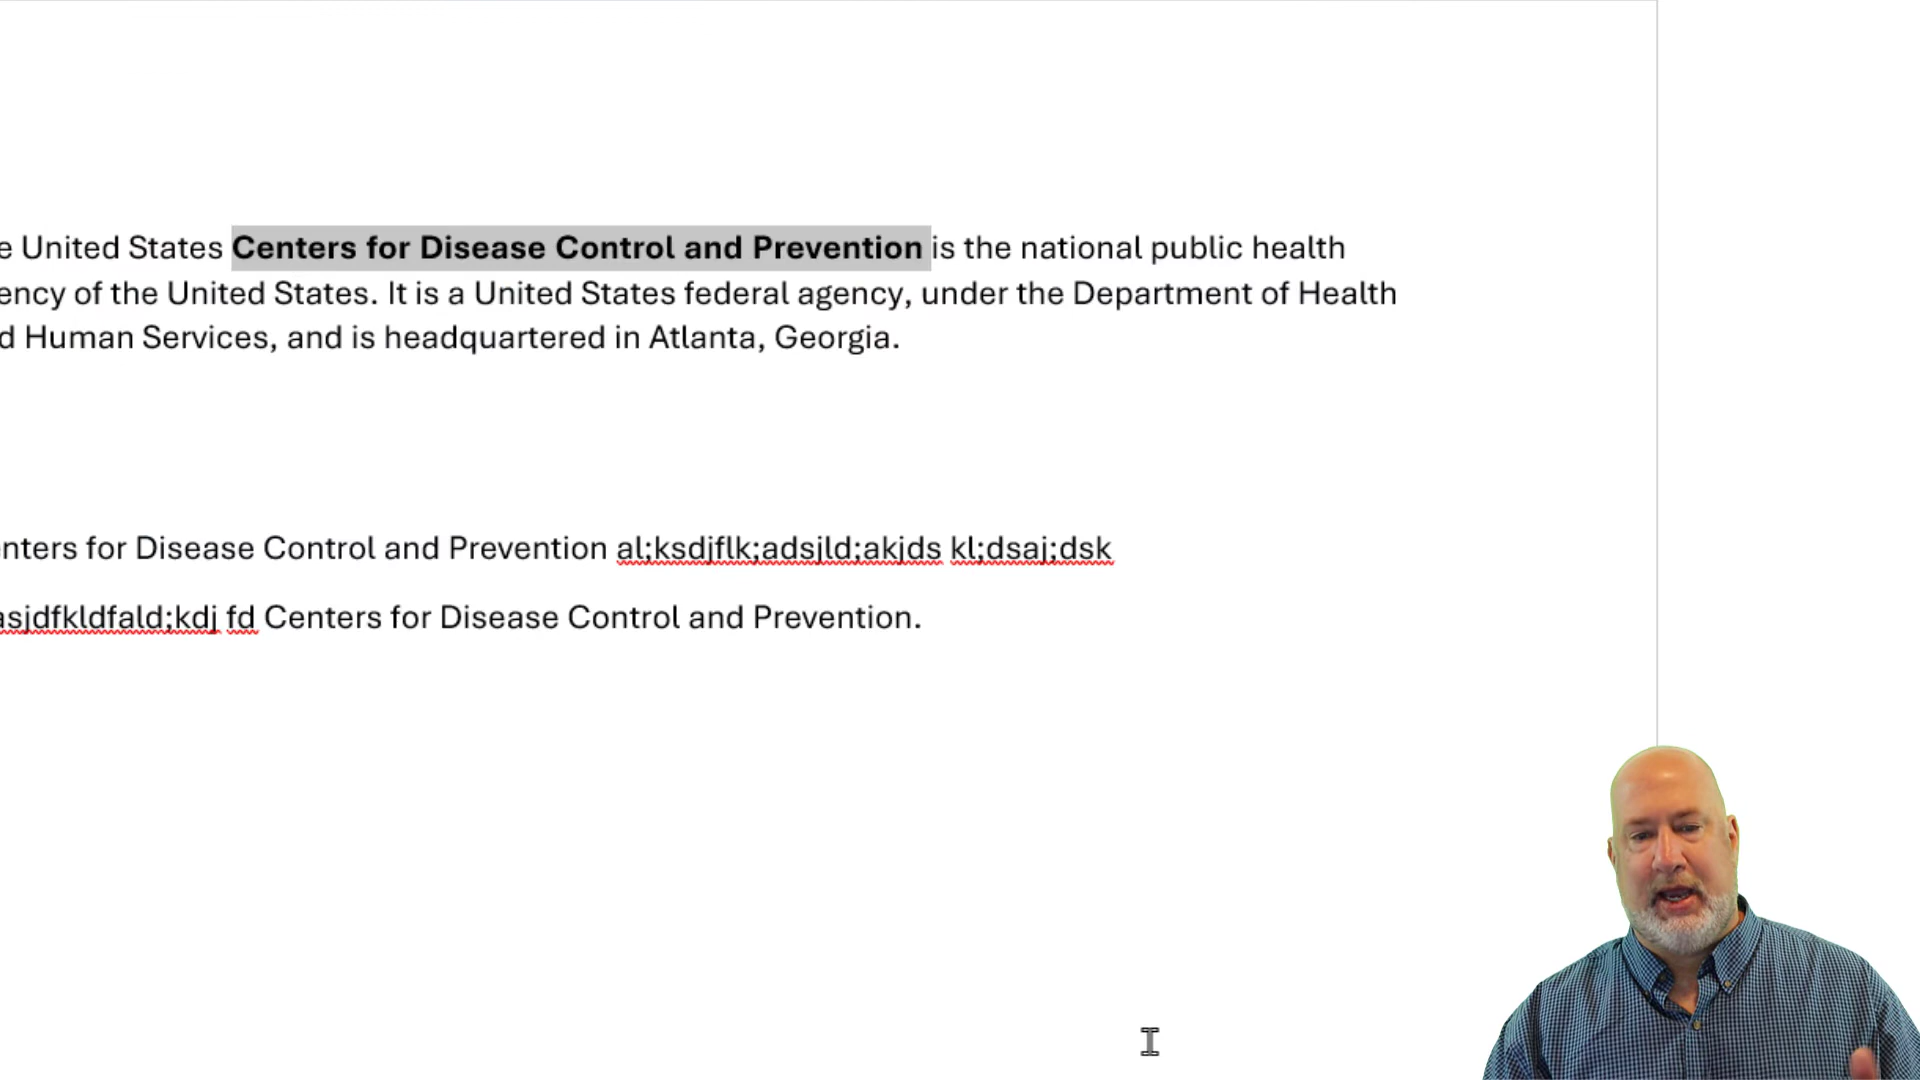 e United States Centers for Disease Control and Prevention is the national public health
ency of the United States. It is a United States federal agency, under the Department of Health
d Human Services, and is headquartered in Atlanta, Georgia.
nters for Disease Control and Prevention al;ksdjflk;adsjld;akjds kl;dsaj;dsk
asjdfkldfald;kdj fd Centers for Disease Control and Prevention.